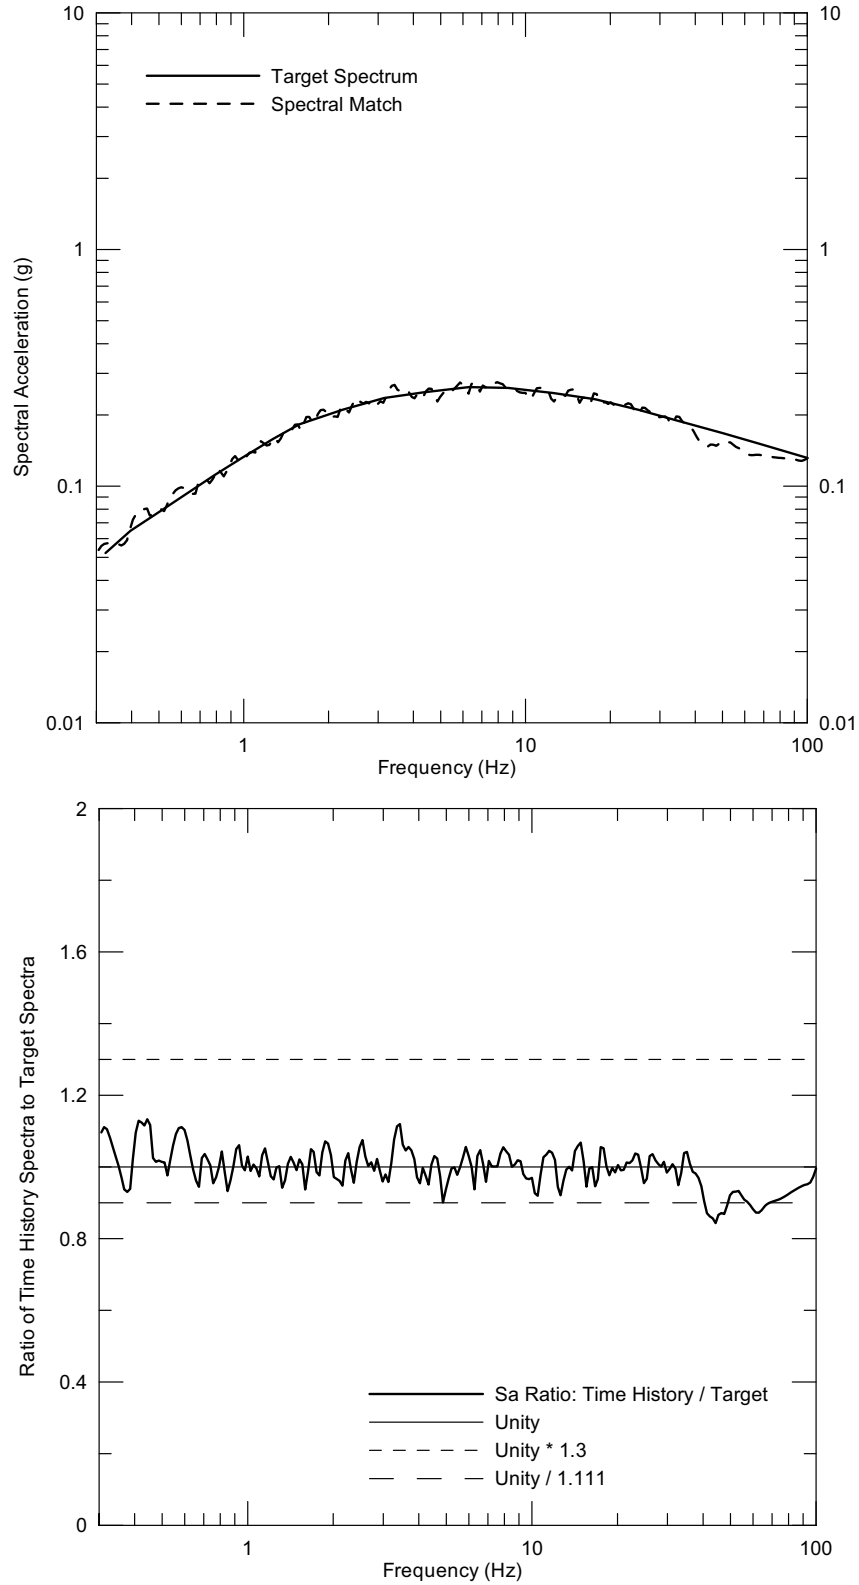 10 10
Target Spectrum
Spectral Match
1 1
Spectral Acceleration (g)
0.1 0.1
0.01 0.01
1 10 100
Frequency (Hz)
2
1.6
Ratio of Time History Spectra to Target Spectra
1.2
0.8
0.4
Sa Ratio: Time History / Target
Unity
Unity * 1.3
Unity / 1.111
0
1 10 100
Frequency (Hz)